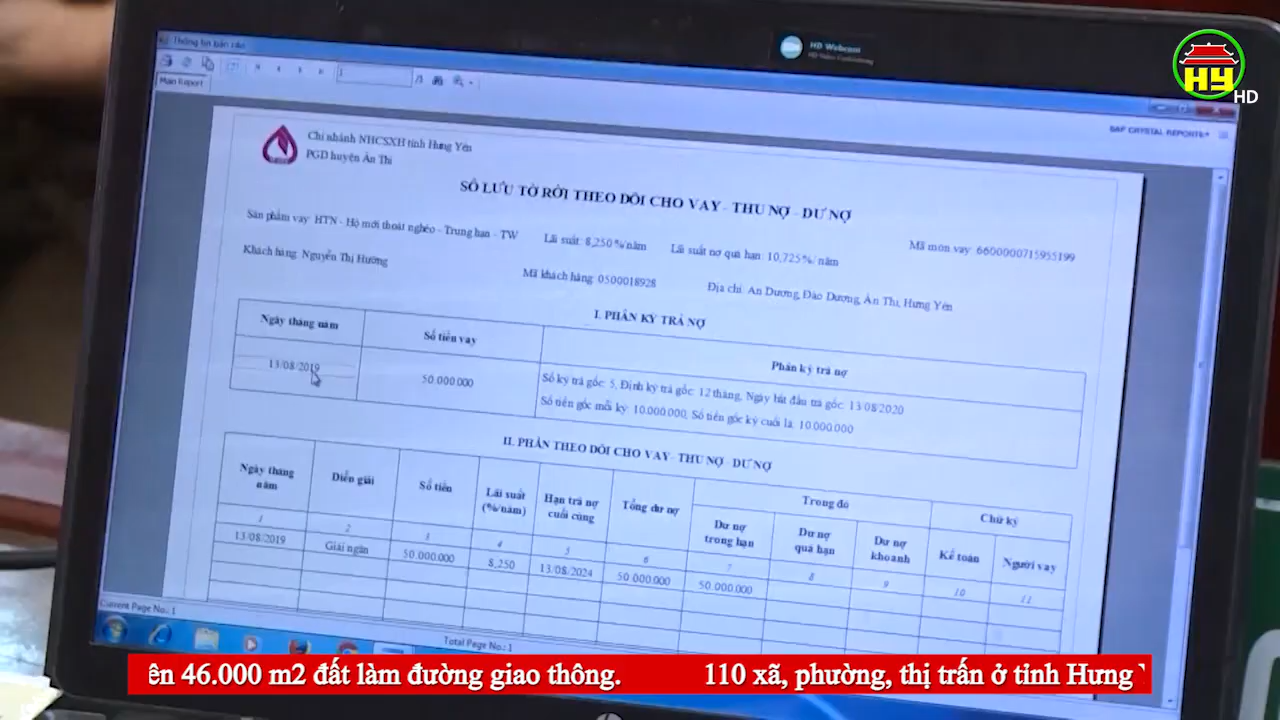 HY
HD
HD Webcam
Thông tin báo cáo
1
Main Report
SAP CRYSTAL REPORTS®
Chi nhánh NHCSXH tỉnh Hưng Yên
PGD huyện Ân Thi
SỔ LƯU TỜ RỜI THEO DÕI CHO VAY - THU NỢ - DƯ NỢ
Sản phẩm vay: HTN - Hộ mới thoát nghèo - Trung hạn - TW Lãi suất: 8,250%/năm Lãi suất nợ quá hạn: 10,725%/năm Mã món vay: 6600000715955199
Khách hàng: Nguyễn Thị Hường Mã khách hàng: 0500018928 Địa chỉ: An Dương, Đào Dương, Ân Thi, Hưng Yên
I. PHÂN KỲ TRẢ NỢ
Ngày tháng năm Số tiền vay Phân kỳ trả nợ
13/08/2019 50.000.000 Số kỳ trả gốc: 5, Định kỳ trả gốc: 12 tháng, Ngày bắt đầu trả gốc: 13/08/2020
Số tiền gốc mỗi kỳ: 10.000.000, Số tiền gốc kỳ cuối là: 10.000.000
II. PHẦN THEO DÕI CHO VAY - THU NỢ - DƯ NỢ
Ngày tháng năm Diễn giải Số tiền Lãi suất (%/năm) Hạn trả nợ cuối cùng Tổng dư nợ Trong đó Chữ ký
Dư nợ trong hạn Dư nợ quá hạn Dư nợ khoanh Kế toán Người vay
1 2 3 4 5 6 7 8 9 10 11
13/08/2019 Giải ngân 50.000.000 8,250 13/08/2024 50.000.000 50.000.000
Current Page No.: 1
Total Page No.: 1
ên 46.000 m2 đất làm đường giao thông. 110 xã, phường, thị trấn ở tỉnh Hưng